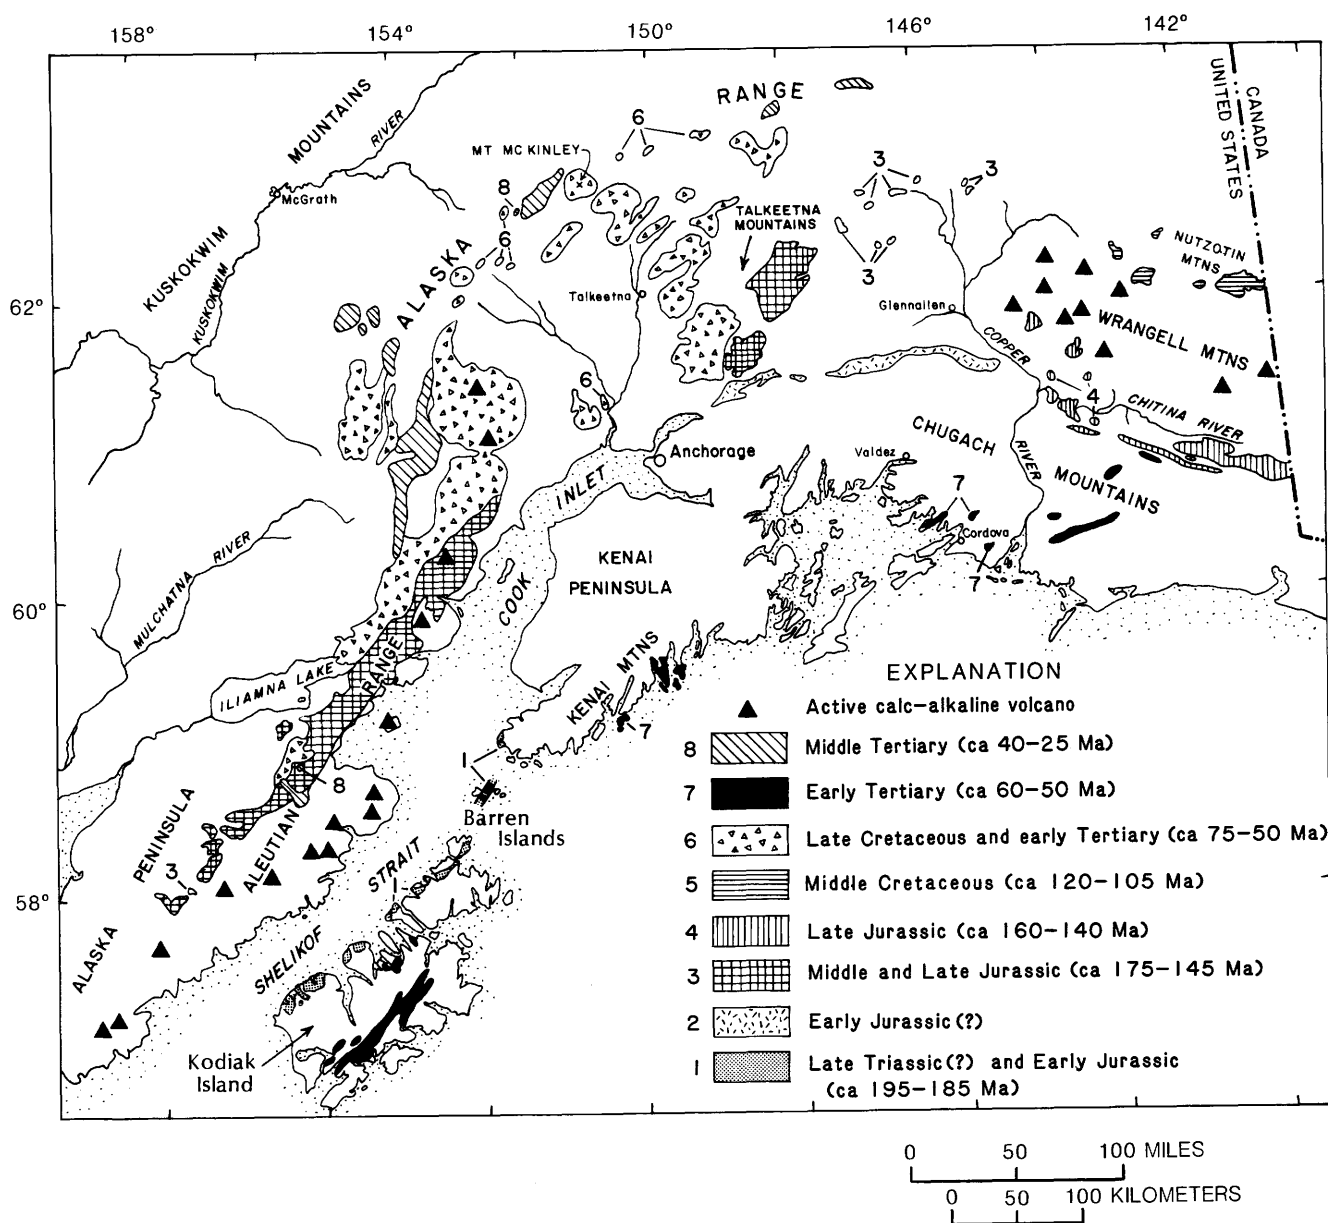 158° 154° 150° 146° 142°
62°
60°
58°
KUSKOKWIM
MOUNTAINS
KUSKOKWIM
RIVER
McGrath
ALASKA
RANGE
MT MC KINLEY
6
8
6
3
3
3
TALKEETNA
MOUNTAINS
Talkeetna
Glennallen
CANADA
UNITED STATES
NUTZOTIN
MTNS
WRANGELL MTNS
COPPER
RIVER
CHITINA RIVER
4
6
Anchorage
CHUGACH
MOUNTAINS
Valdez
7
Cordova
7
COOK
INLET
KENAI
PENINSULA
KENAI MTNS
7
MULCHATNA RIVER
ILIAMNA LAKE
ALEUTIAN
RANGE
8
ALASKA
PENINSULA
3
1
Barren
Islands
SHELIKOF
STRAIT
1
Kodiak
Island
EXPLANATION
Active calc-alkaline volcano
8 Middle Tertiary (ca 40-25 Ma)
7 Early Tertiary (ca 60-50 Ma)
6 Late Cretaceous and early Tertiary (ca 75-50 Ma)
5 Middle Cretaceous (ca 120-105 Ma)
4 Late Jurassic (ca 160-140 Ma)
3 Middle and Late Jurassic (ca 175-145 Ma)
2 Early Jurassic(?)
1 Late Triassic(?) and Early Jurassic
(ca 195-185 Ma)
0 50 100 MILES
0 50 100 KILOMETERS